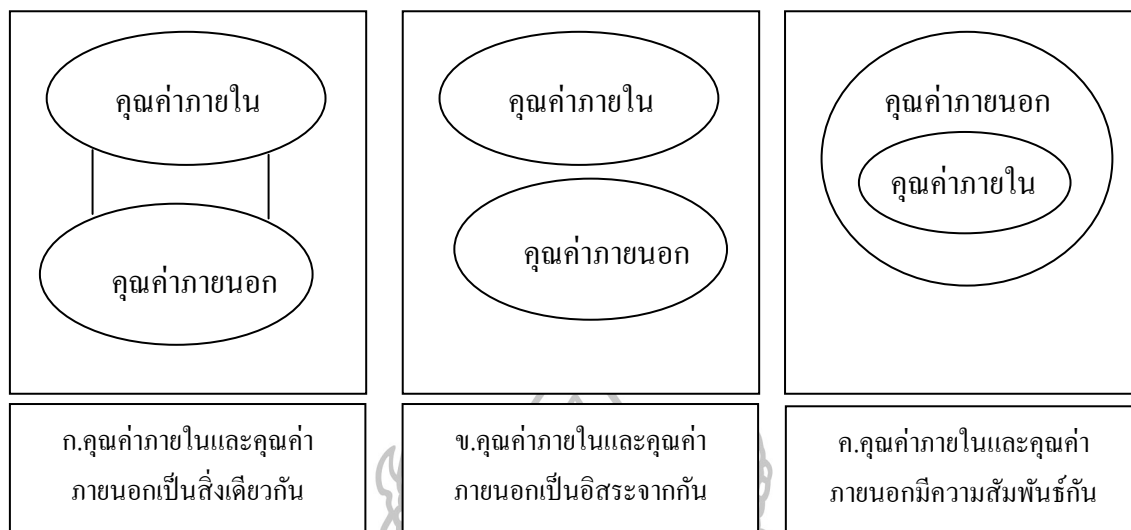 คุณค่าภายใน
คุณค่าภายนอก
คุณค่าภายใน
คุณค่าภายนอก
คุณค่าภายนอก
คุณค่าภายใน
ก.คุณค่าภายในและคุณค่า
ภายนอกเป็นสิ่งเดียวกัน
ข.คุณค่าภายในและคุณค่า
ภายนอกเป็นอิสระจากกัน
ค.คุณค่าภายในและคุณค่า
ภายนอกมีความสัมพันธ์กัน